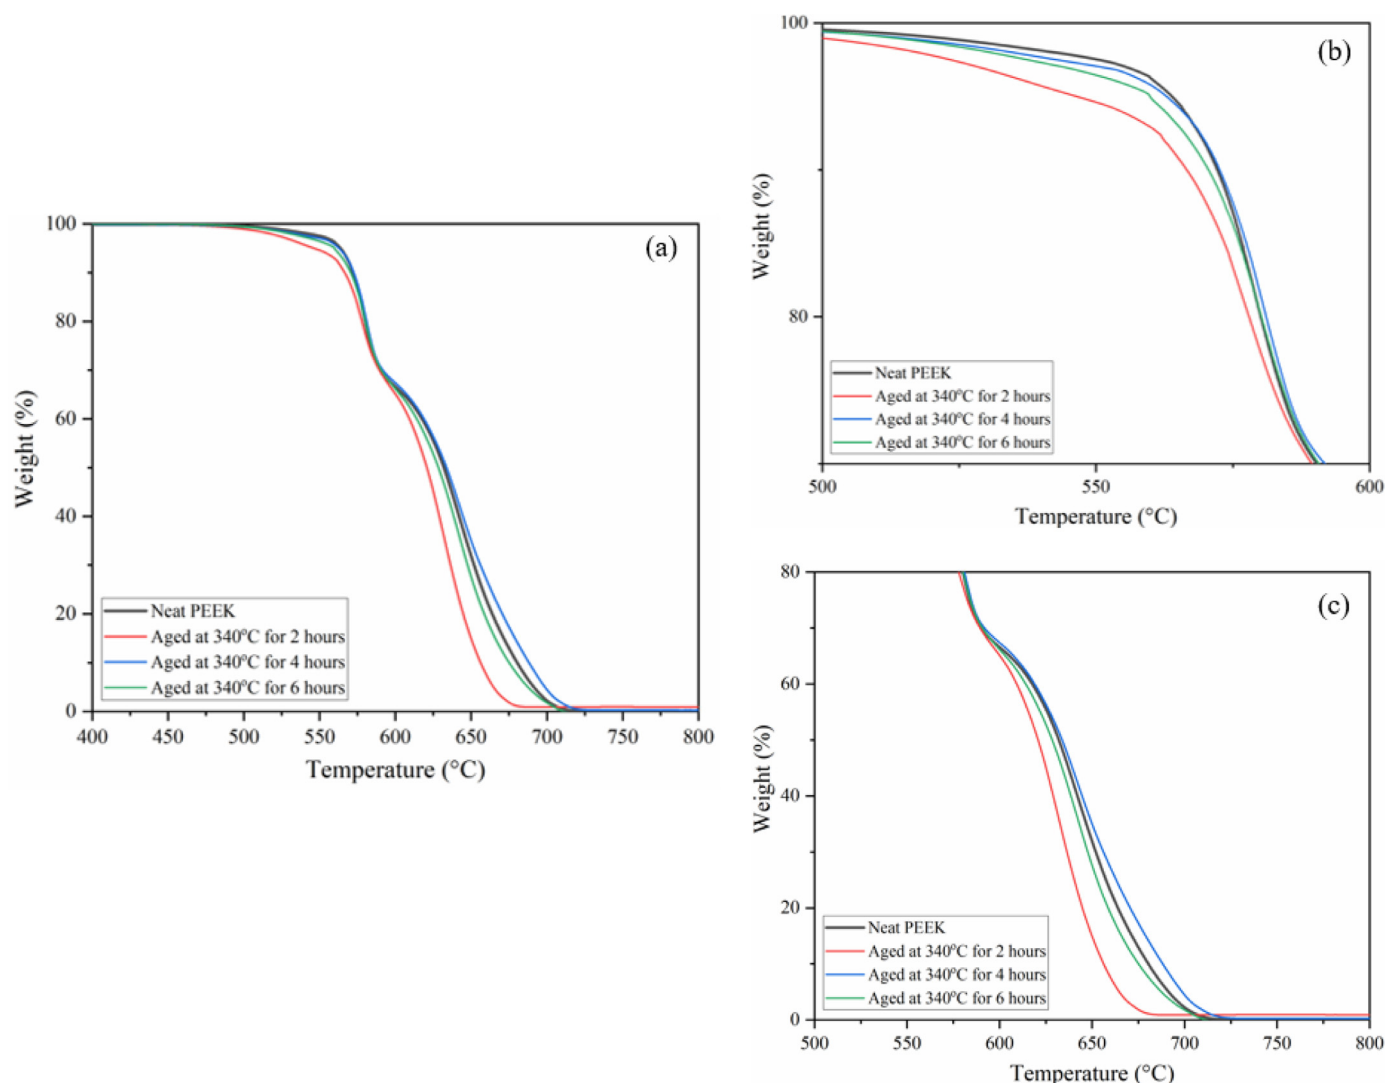 (a)
Weight (%)
100
80
60
40
20
0
Neat PEEK
Aged at 340°C for 2 hours
Aged at 340°C for 4 hours
Aged at 340°C for 6 hours
400 450 500 550 600 650 700 750 800
Temperature (°C)
(b)
Weight (%)
100
80
Neat PEEK
Aged at 340°C for 2 hours
Aged at 340°C for 4 hours
Aged at 340°C for 6 hours
500 550 600
Temperature (°C)
(c)
Weight (%)
80
60
40
20
0
Neat PEEK
Aged at 340°C for 2 hours
Aged at 340°C for 4 hours
Aged at 340°C for 6 hours
500 550 600 650 700 750 800
Temperature (°C)